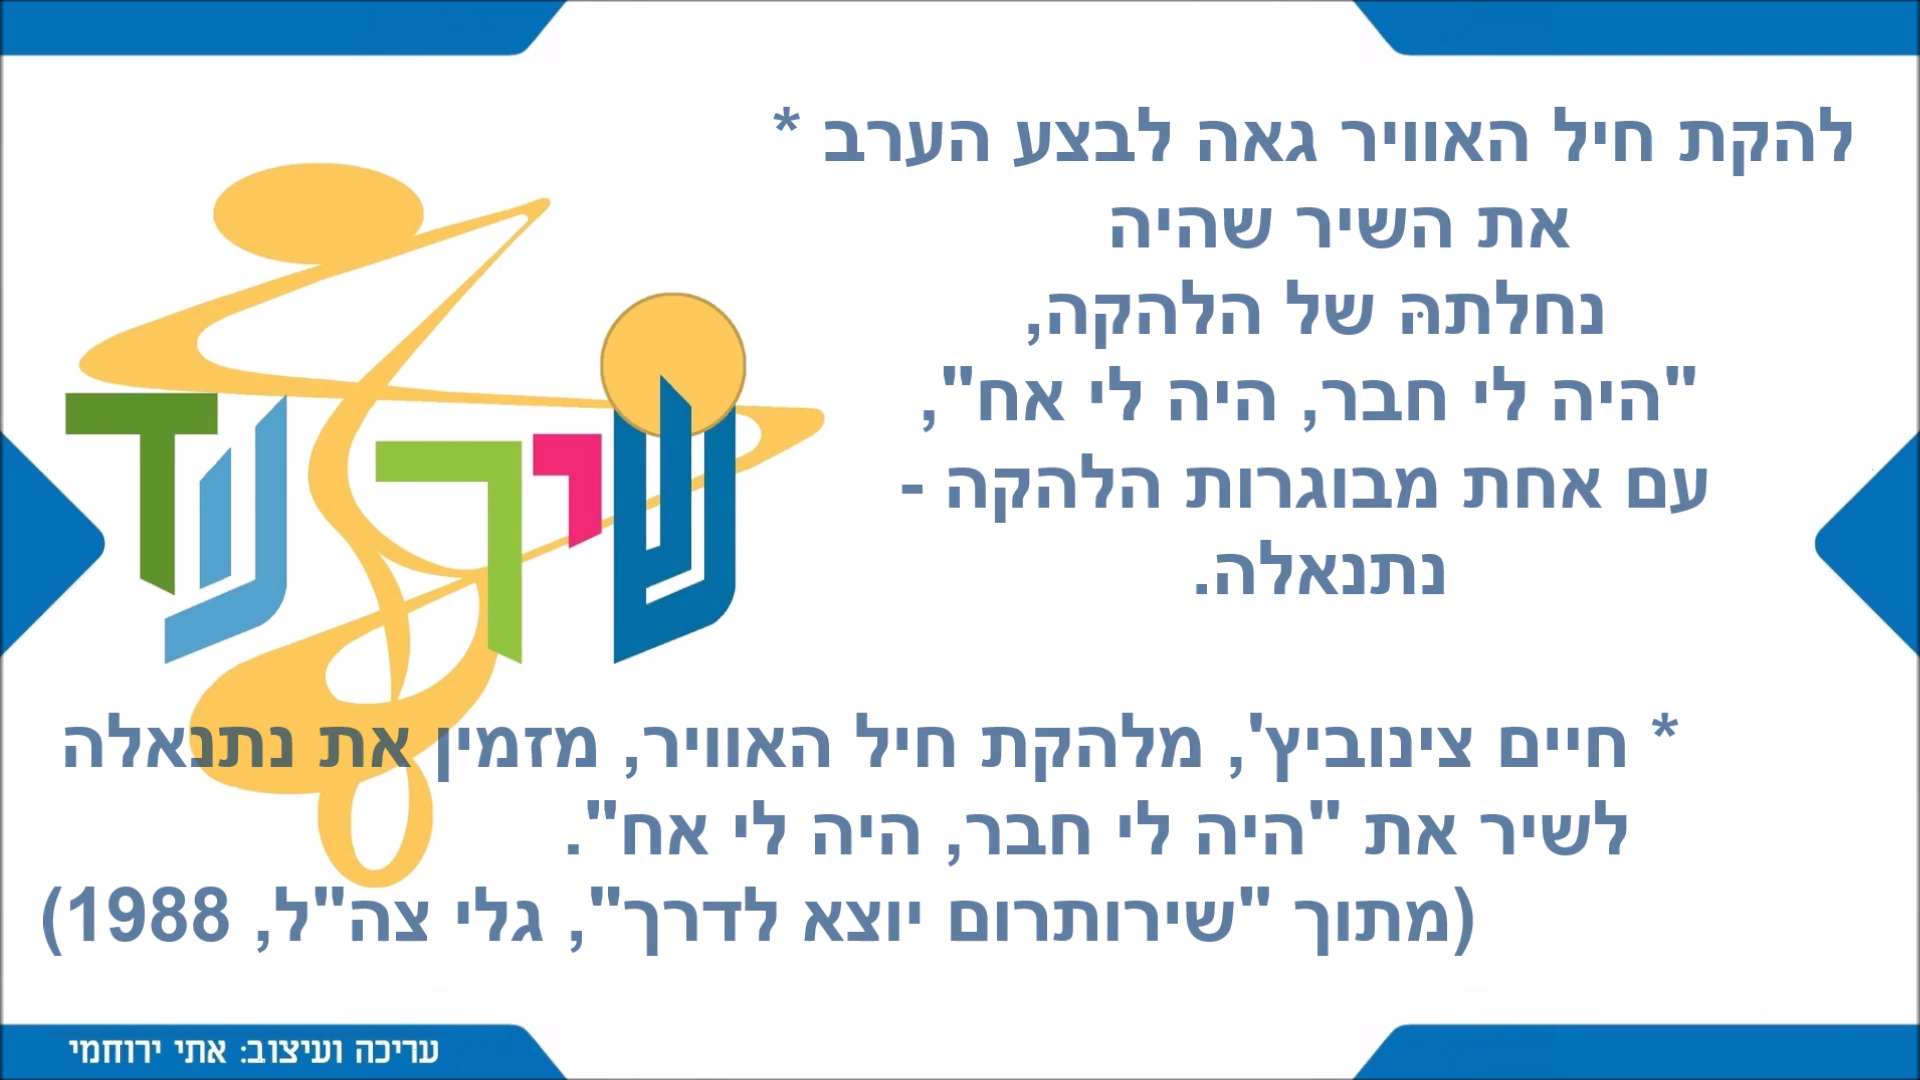 להקת חיל האוויר גאה לבצע הערב *
את השיר שהיה
נחלתהּ של הלהקה,
"היה לי חבר, היה לי אח",
עם אחת מבוגרות הלהקה -
נתנאלה.
שיר עד
* חיים צינוביץ', מלהקת חיל האוויר, מזמין את נתנאלה
לשיר את "היה לי חבר, היה לי אח".
(מתוך "שירותרום יוצא לדרך", גלי צה"ל, 1988)
עריכה ועיצוב: אתי ירוחמי